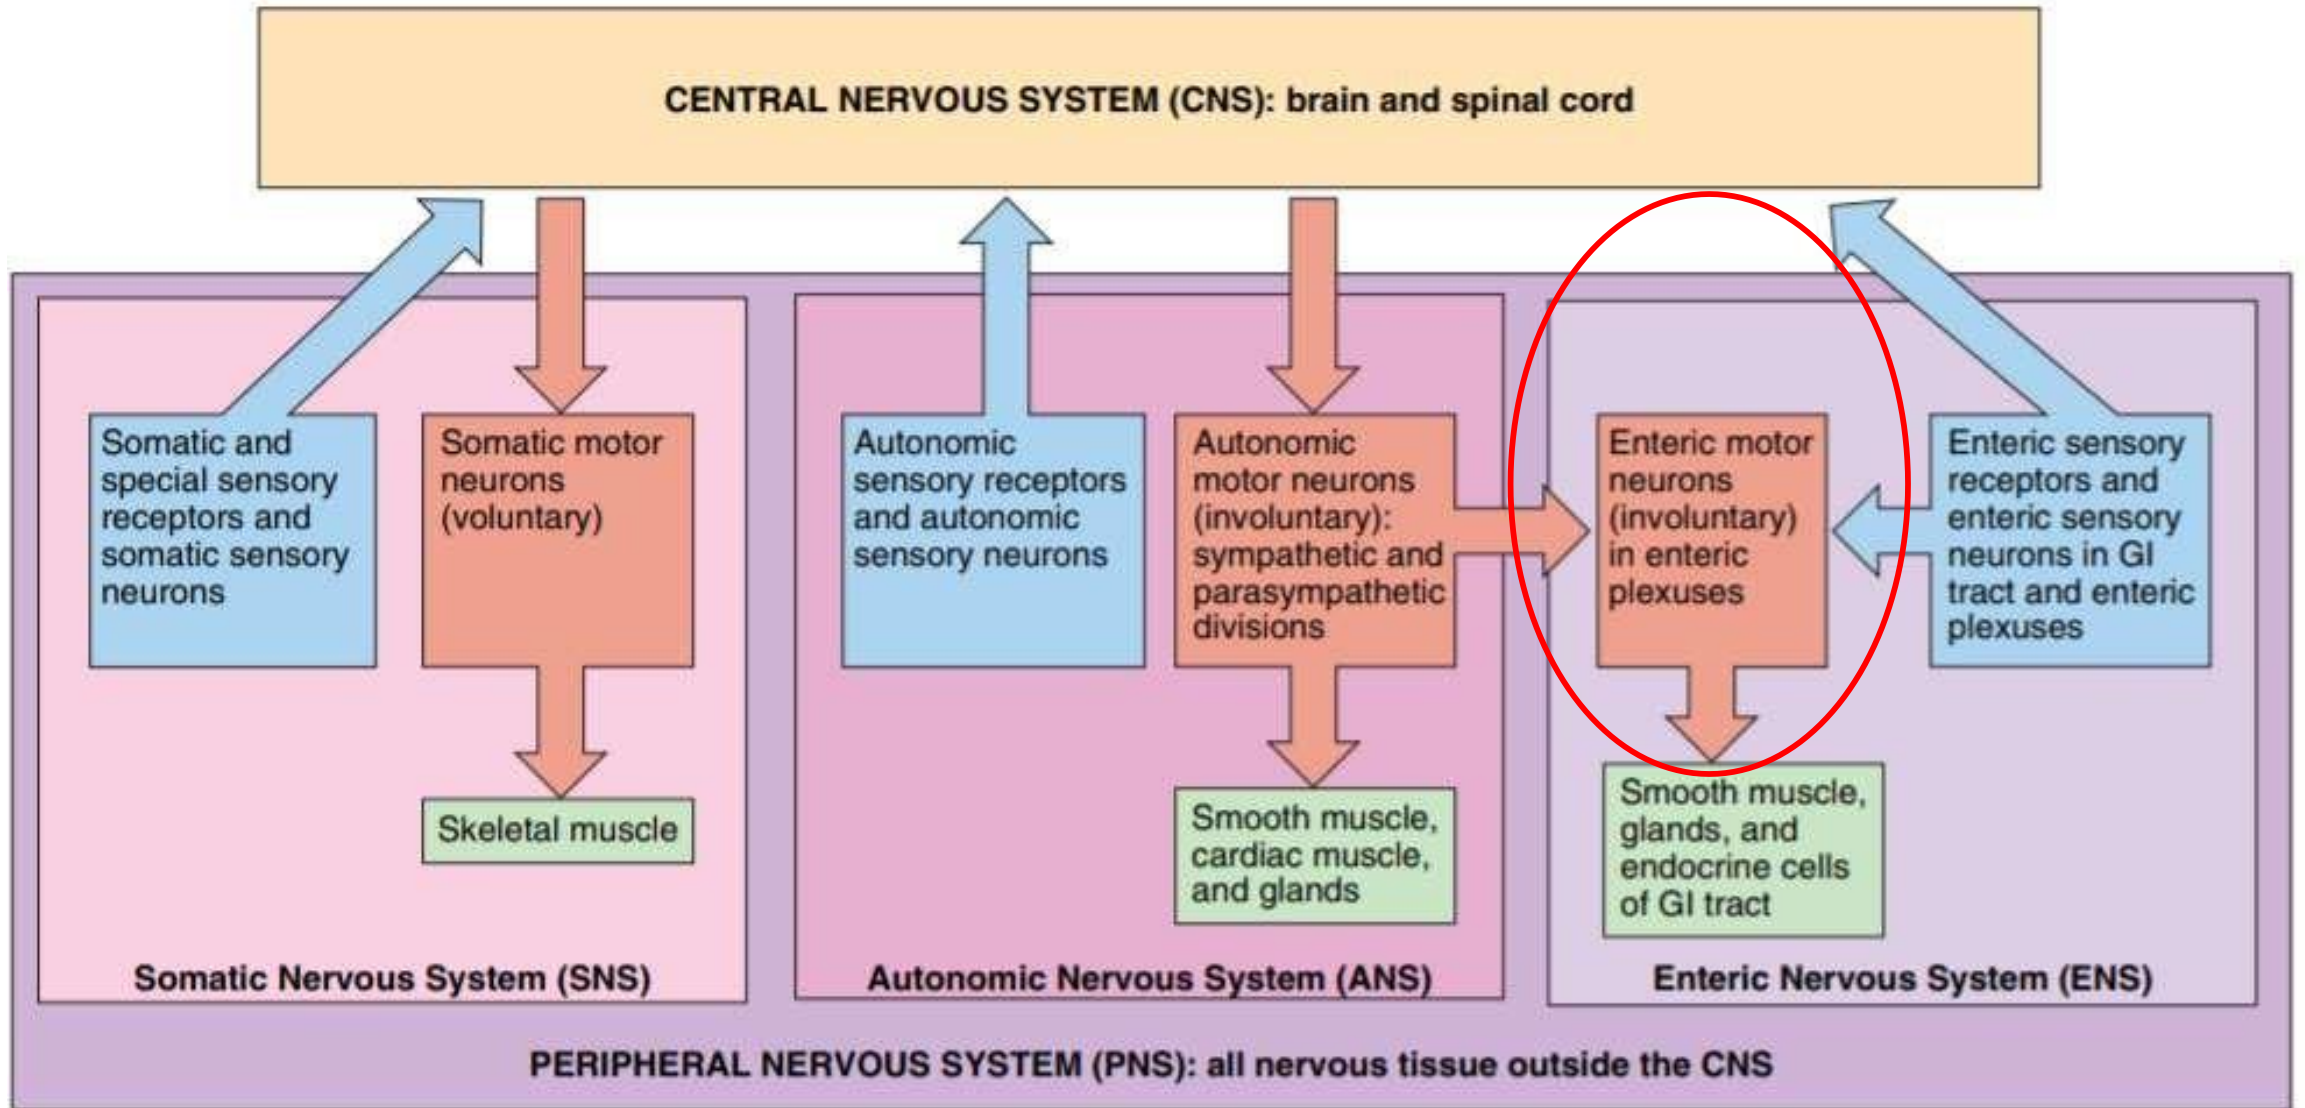 CENTRAL NERVOUS SYSTEM (CNS): brain and spinal cord
Somatic and
special sensory
receptors and
somatic sensory
neurons
Somatic motor
neurons
(voluntary)
Skeletal muscle
Somatic Nervous System (SNS)
Autonomic
sensory receptors
and autonomic
sensory neurons
Autonomic
motor neurons
(involuntary):
sympathetic and
parasympathetic
divisions
Smooth muscle,
cardiac muscle,
and glands
Autonomic Nervous System (ANS)
Enteric motor
neurons
(involuntary)
in enteric
plexuses
Enteric sensory
receptors and
enteric sensory
neurons in GI
tract and enteric
plexuses
Smooth muscle,
glands, and
endocrine cells
of GI tract
Enteric Nervous System (ENS)
PERIPHERAL NERVOUS SYSTEM (PNS): all nervous tissue outside the CNS